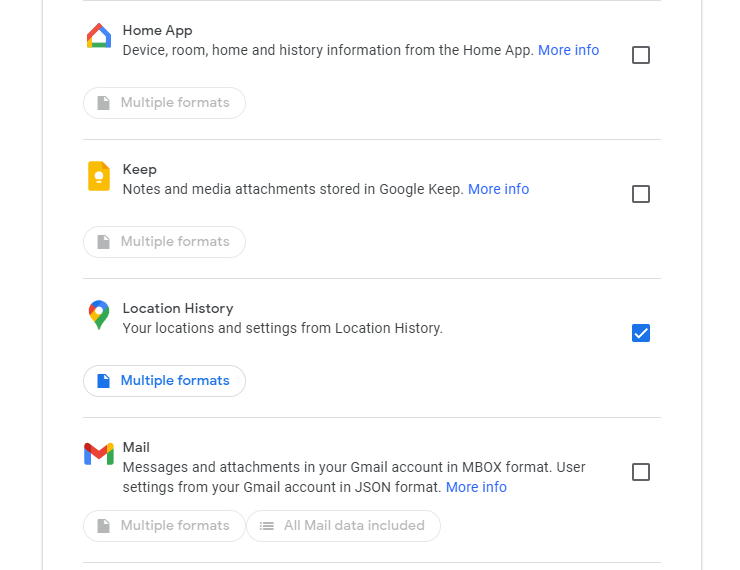 Home App
Device, room, home and history information from the Home App. More info
Multiple formats
Keep
Notes and media attachments stored in Google Keep. More info
Multiple formats
Location History
Your locations and settings from Location History.
Multiple formats
Mail
Messages and attachments in your Gmail account in MBOX format. User
settings from your Gmail account in JSON format. More info
Multiple formats All Mail data included